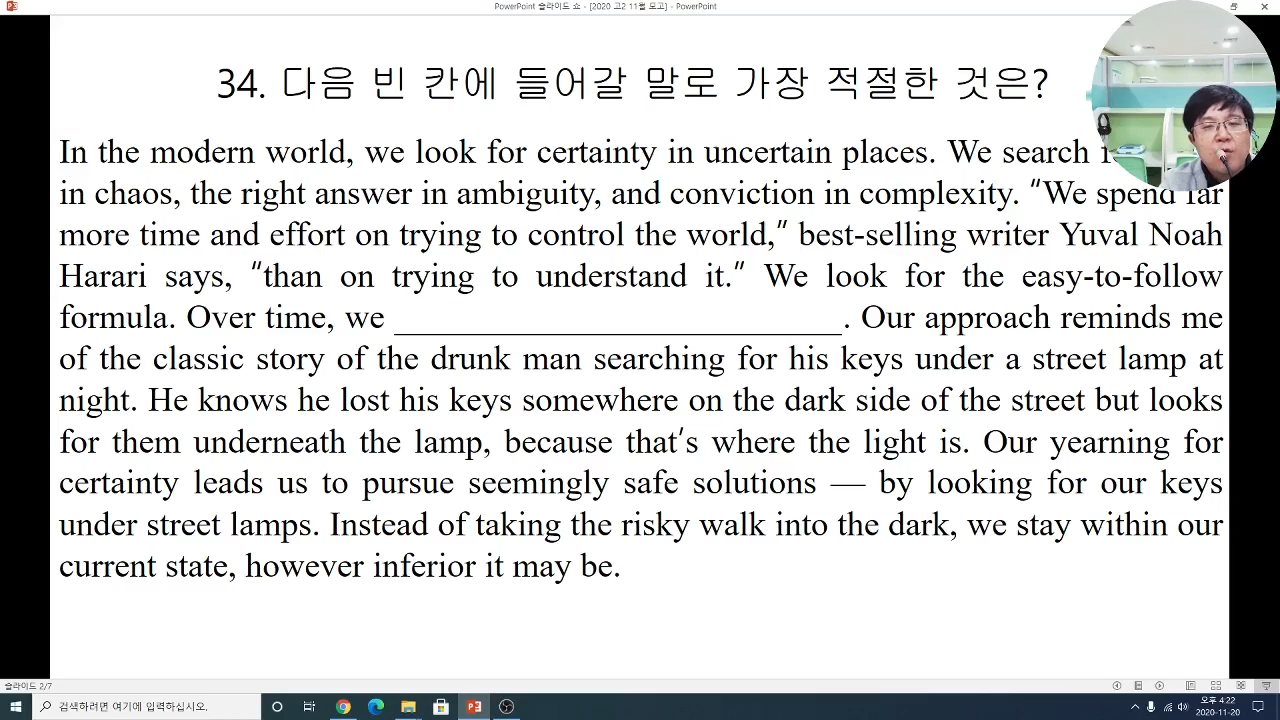 PowerPoint 슬라이드 쇼 - [2020 고2 11월 모고] - PowerPoint
34. 다음 빈 칸에 들어갈 말로 가장 적절한 것은?
In the modern world, we look for certainty in uncertain places. We search
in chaos, the right answer in ambiguity, and conviction in complexity. “We spend far
more time and effort on trying to control the world,” best-selling writer Yuval Noah
Harari says, “than on trying to understand it.” We look for the easy-to-follow
formula. Over time, we ______________________________. Our approach reminds me
of the classic story of the drunk man searching for his keys under a street lamp at
night. He knows he lost his keys somewhere on the dark side of the street but looks
for them underneath the lamp, because that’s where the light is. Our yearning for
certainty leads us to pursue seemingly safe solutions — by looking for our keys
under street lamps. Instead of taking the risky walk into the dark, we stay within our
current state, however inferior it may be.
슬라이드 2/7
검색하려면 여기에 입력하십시오.
오후 4:22
2020-11-20